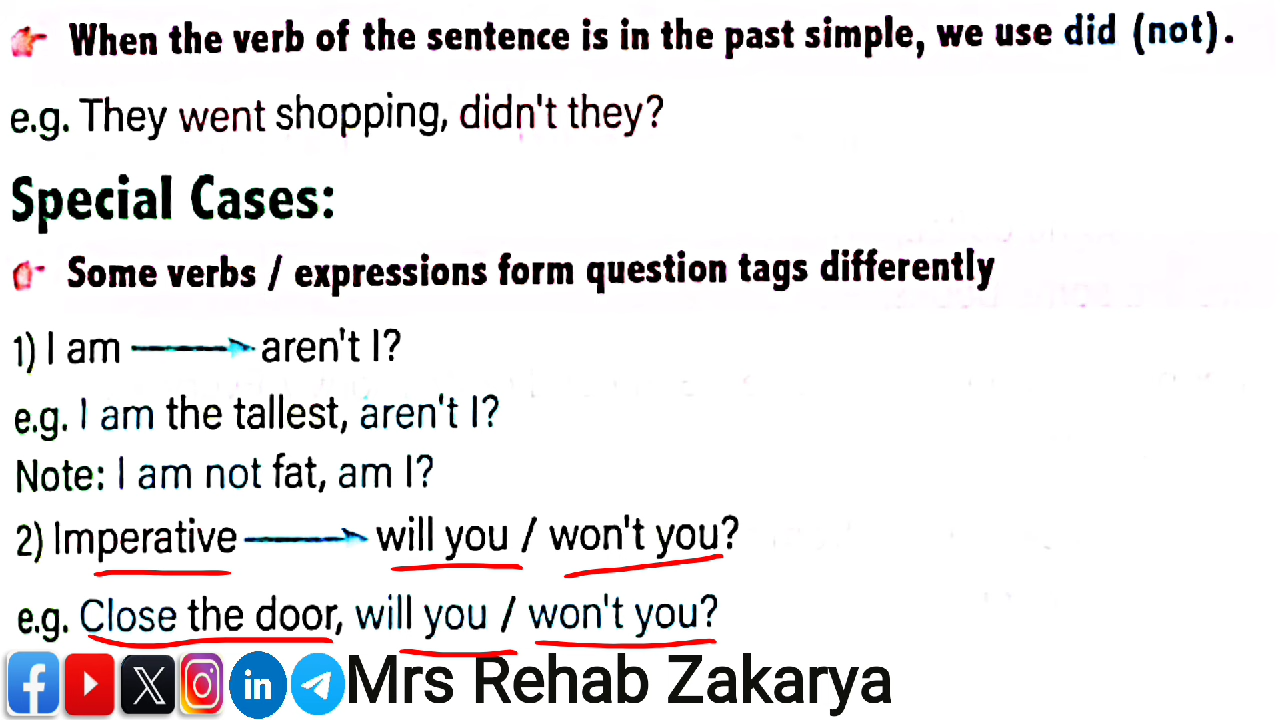 When the verb of the sentence is in the past simple, we use did (not).
e.g. They went shopping, didn't they?
Special Cases:
Some verbs / expressions form question tags differently
1) I am → aren't I?
e.g. I am the tallest, aren't I?
Note: I am not fat, am I?
2) Imperative → will you / won't you?
e.g. Close the door, will you / won't you?
Mrs Rehab Zakarya